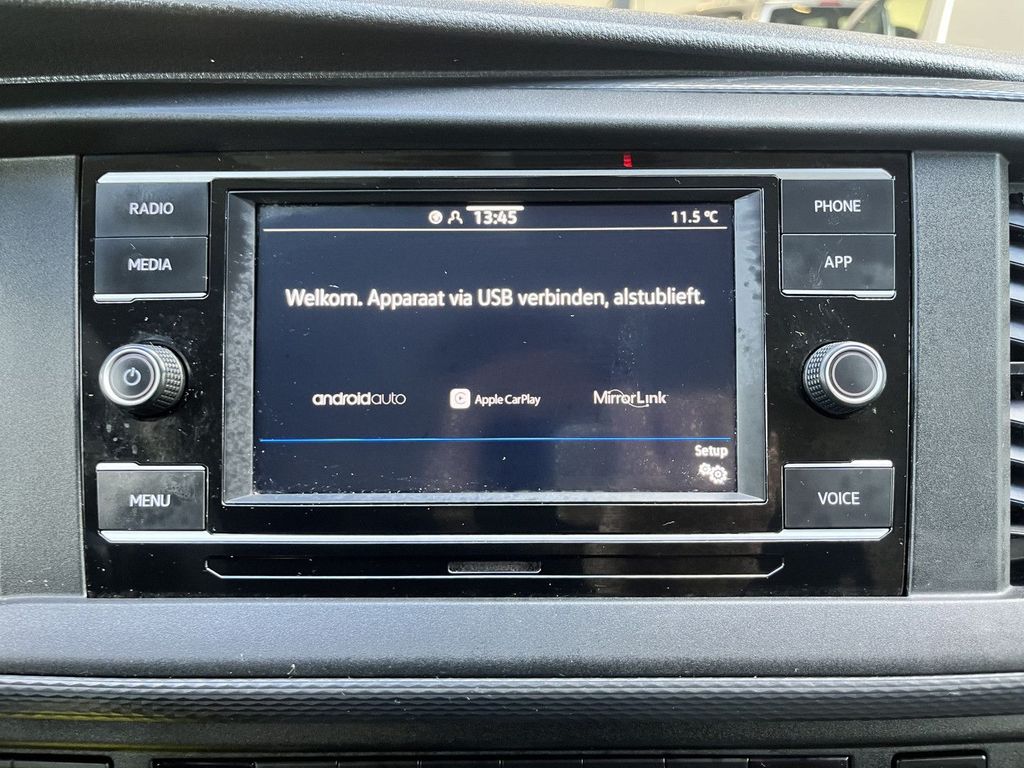 RADIO
PHONE
13:45
11.5 °C
MEDIA
APP
Welkom. Apparaat via USB verbinden, alstublieft.
androidauto
Apple CarPlay
MirrorLink
Setup
MENU
VOICE